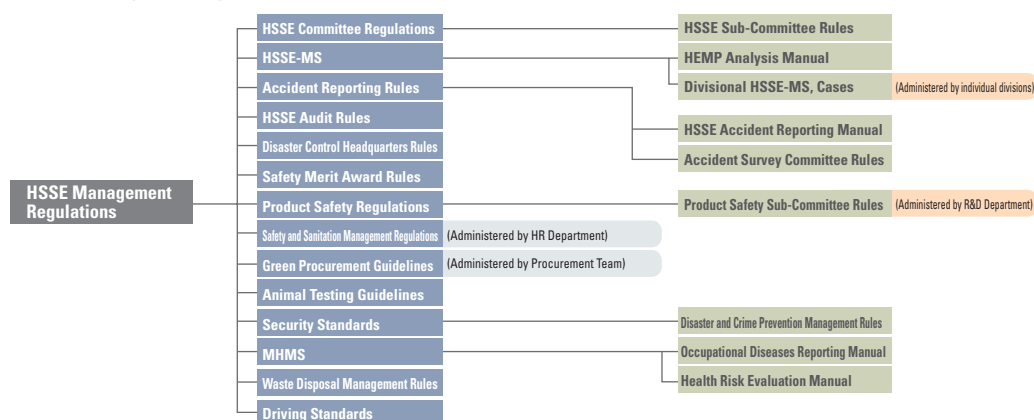 HSSE Committee Regulations
HSSE Sub-Committee Rules
HSSE-MS
HEMP Analysis Manual
Divisional HSSE-MS, Cases
(Administered by individual divisions)
Accident Reporting Rules
HSSE Audit Rules
HSSE Accident Reporting Manual
Disaster Control Headquarters Rules
Accident Survey Committee Rules
Safety Merit Award Rules
HSSE Management
Regulations
Product Safety Regulations
Product Safety Sub-Committee Rules
(Administered by R&D Department)
Safety and Sanitation Management Regulations
(Administered by HR Department)
Green Procurement Guidelines
(Administered by Procurement Team)
Animal Testing Guidelines
Security Standards
Disaster and Crime Prevention Management Rules
MHMS
Occupational Diseases Reporting Manual
Waste Disposal Management Rules
Health Risk Evaluation Manual
Driving Standards